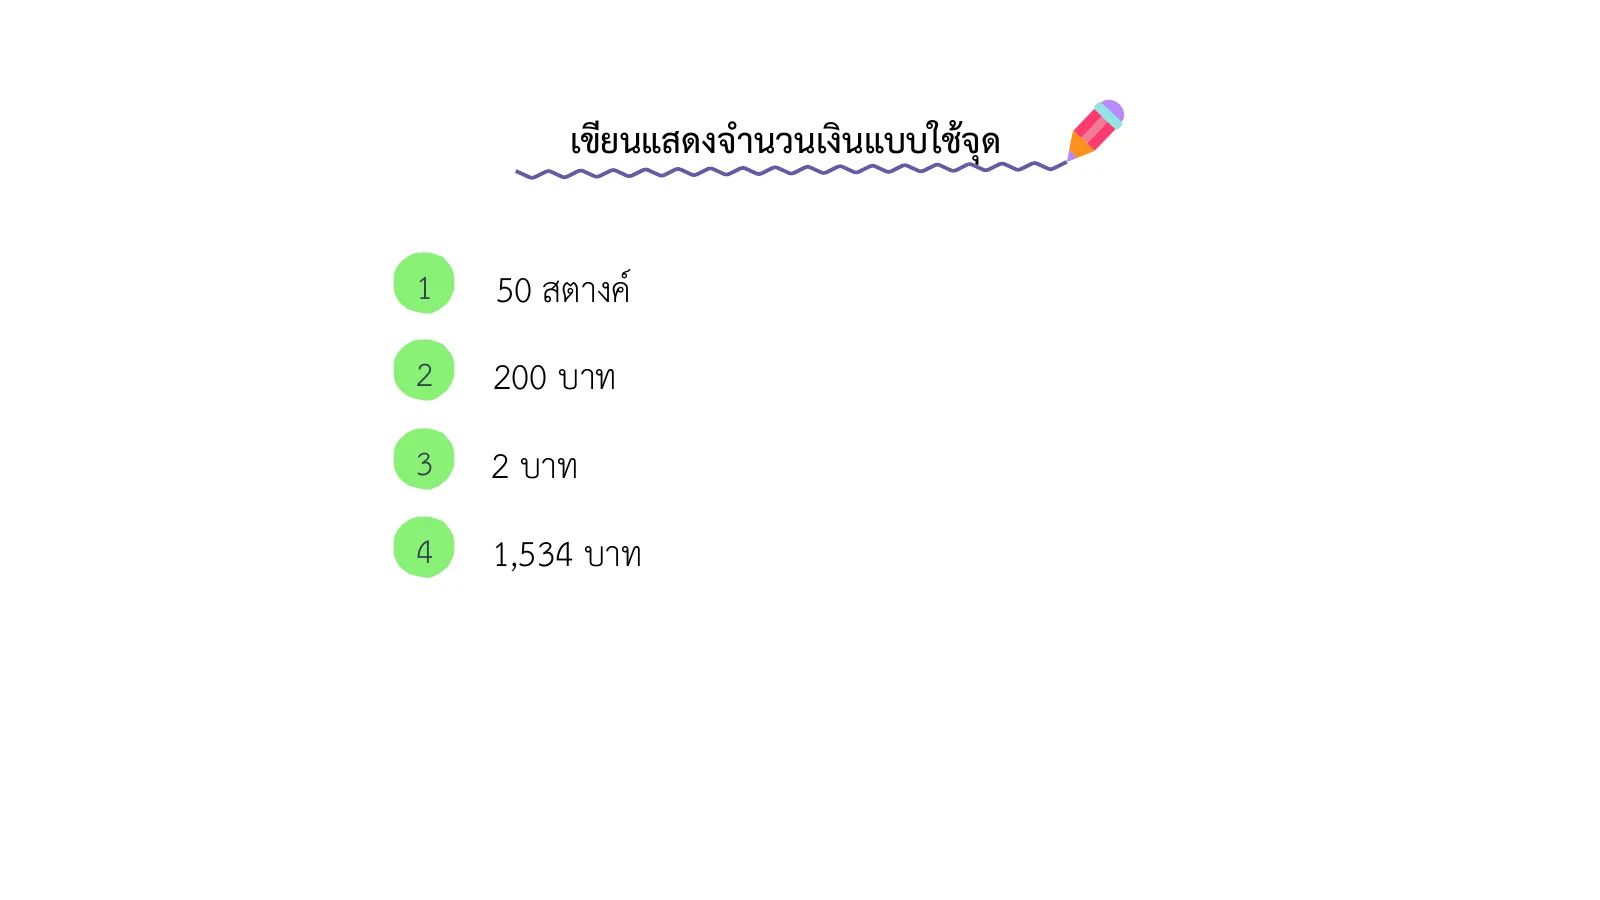 เขียนแสดงจำนวนเงินแบบใช้จุด
1 50 สตางค์
2 200 บาท
3 2 บาท
4 1,534 บาท